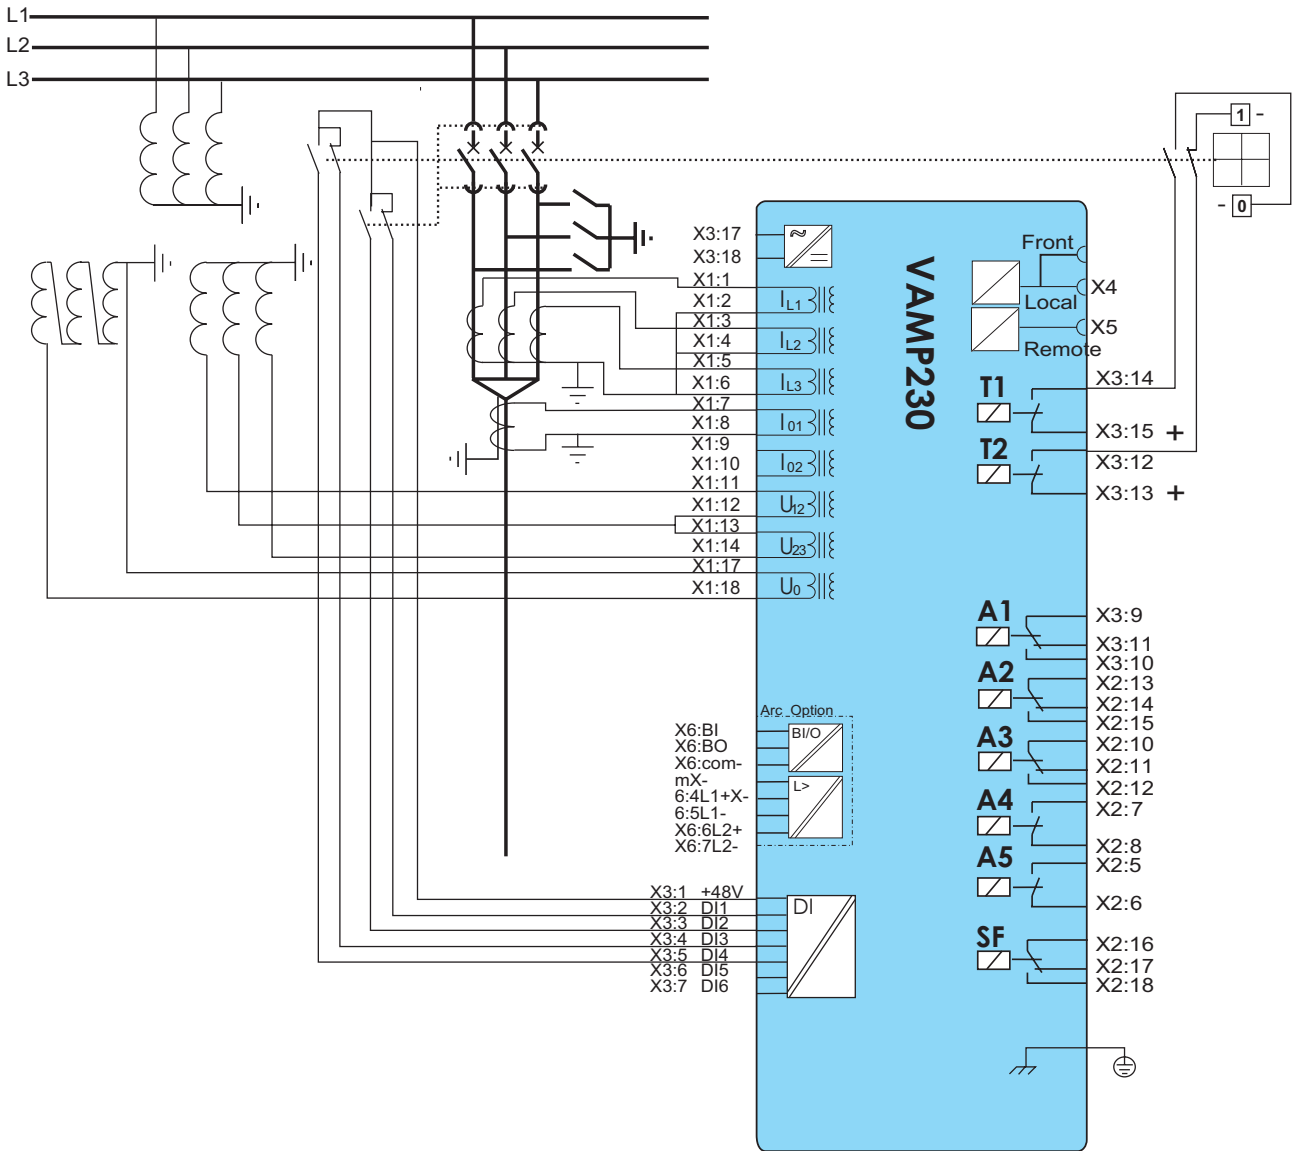 L1
L2
L3
1 -
- 0
X3:17
X3:18
X1:1
X1:2
X1:3
X1:4
X1:5
X1:6
X1:7
X1:8
X1:9
X1:10
X1:11
X1:12
X1:13
X1:14
X1:17
X1:18
IL1
IL2
IL3
I01
I02
U12
U23
U0
VAMP230
Front
Local
X4
X5
Remote
T1
X3:14
X3:15 +
T2
X3:12
X3:13 +
A1
X3:9
X3:11
X3:10
A2
X2:13
X2:14
X2:15
A3
X2:10
X2:11
X2:12
A4
X2:7
X2:8
A5
X2:5
X2:6
SF
X2:16
X2:17
X2:18
Arc Option
BI/O
L>
X6:BI
X6:BO
X6:com-
mX-
6:4L1+X-
6:5L1-
X6:6L2+
X6:7L2-
X3:1 +48V
X3:2 DI1
X3:3 DI2
X3:4 DI3
X3:5 DI4
X3:6 DI5
X3:7 DI6
DI